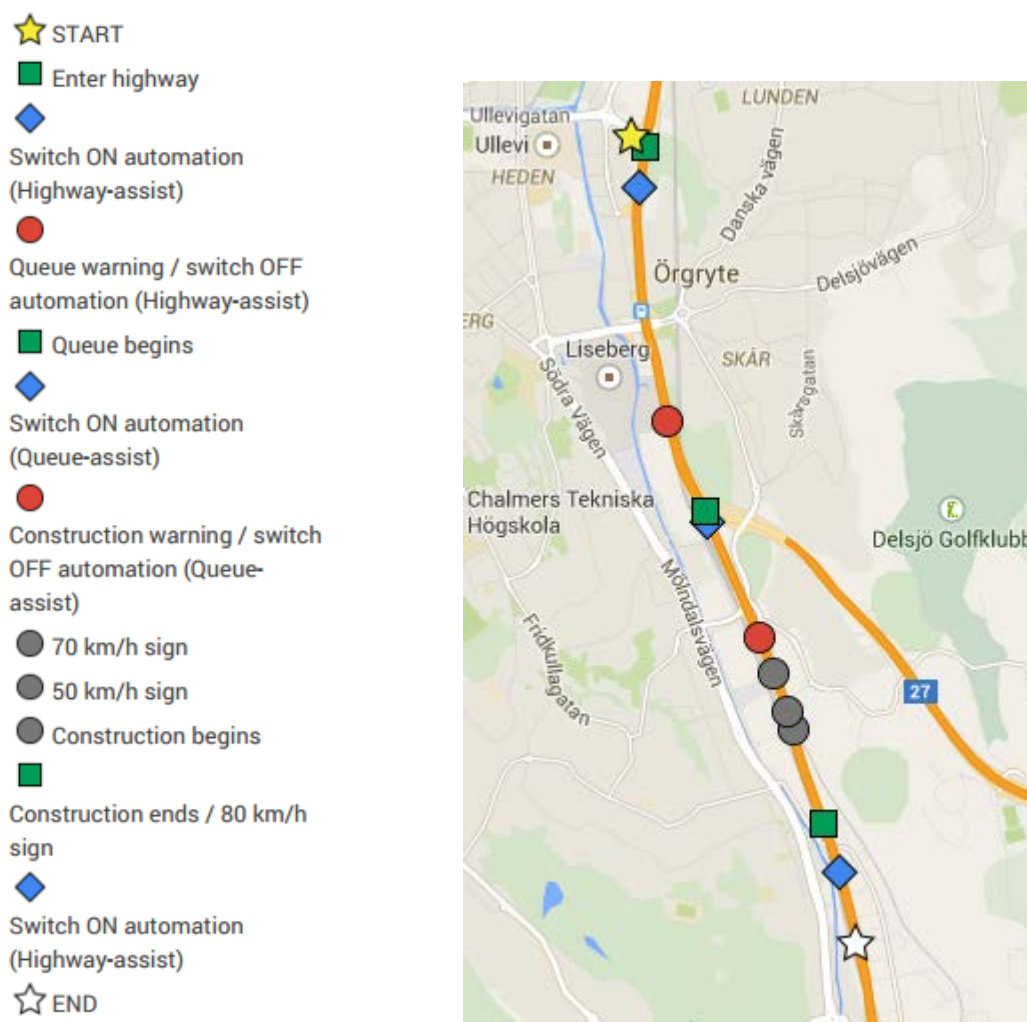 START
Enter highway
Switch ON automation
(Highway-assist)
Queue warning / switch OFF
automation (Highway-assist)
Queue begins
Switch ON automation
(Queue-assist)
Construction warning / switch
OFF automation (Queue-
assist)
70 km/h sign
50 km/h sign
Construction begins
Construction ends / 80 km/h
sign
Switch ON automation
(Highway-assist)
END
LUNDEN
Ullevigatan
Ullevi
HEDEN
Danska vägen
Örgryte
Delsjövägen
ERG
Liseberg
SKÅR
Södra Vägen
Skårsgatan
Chalmers Tekniska
Högskola
Delsjö Golfklubb
Mölndalsvägen
Fridkullagatan
27